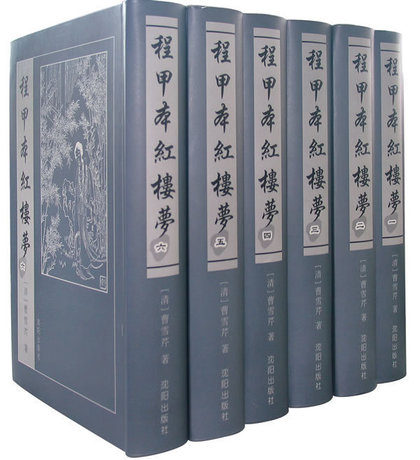 程甲本紅樓夢 六
[清]曹雪芹 著
沈阳出版社
程甲本紅樓夢 六
[清]曹雪芹 著
沈阳出版社
程甲本紅樓夢 五
[清]曹雪芹 著
沈阳出版社
程甲本紅樓夢 四
[清]曹雪芹 著
沈阳出版社
程甲本紅樓夢 三
[清]曹雪芹 著
沈阳出版社
程甲本紅樓夢 二
[清]曹雪芹 著
沈阳出版社
程甲本紅樓夢 一
[清]曹雪芹 著
沈阳出版社